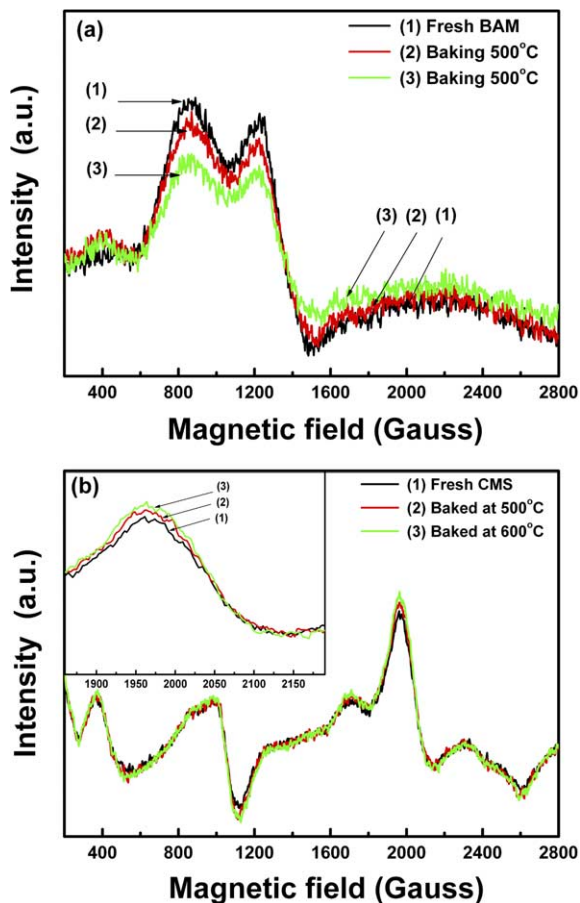 (a)
(1) Fresh BAM
(2) Baking 500°C
(3) Baking 500°C
(1)
(2)
(3)
(3) (2) (1)
Intensity (a.u.)
400 800 1200 1600 2000 2400 2800
Magnetic field (Gauss)
(b)
(1) Fresh CMS
(2) Baked at 500°C
(3) Baked at 600°C
(3)
(2)
(1)
1900 1950 2000 2050 2100 2150
Intensity (a.u.)
400 800 1200 1600 2000 2400 2800
Magnetic field (Gauss)